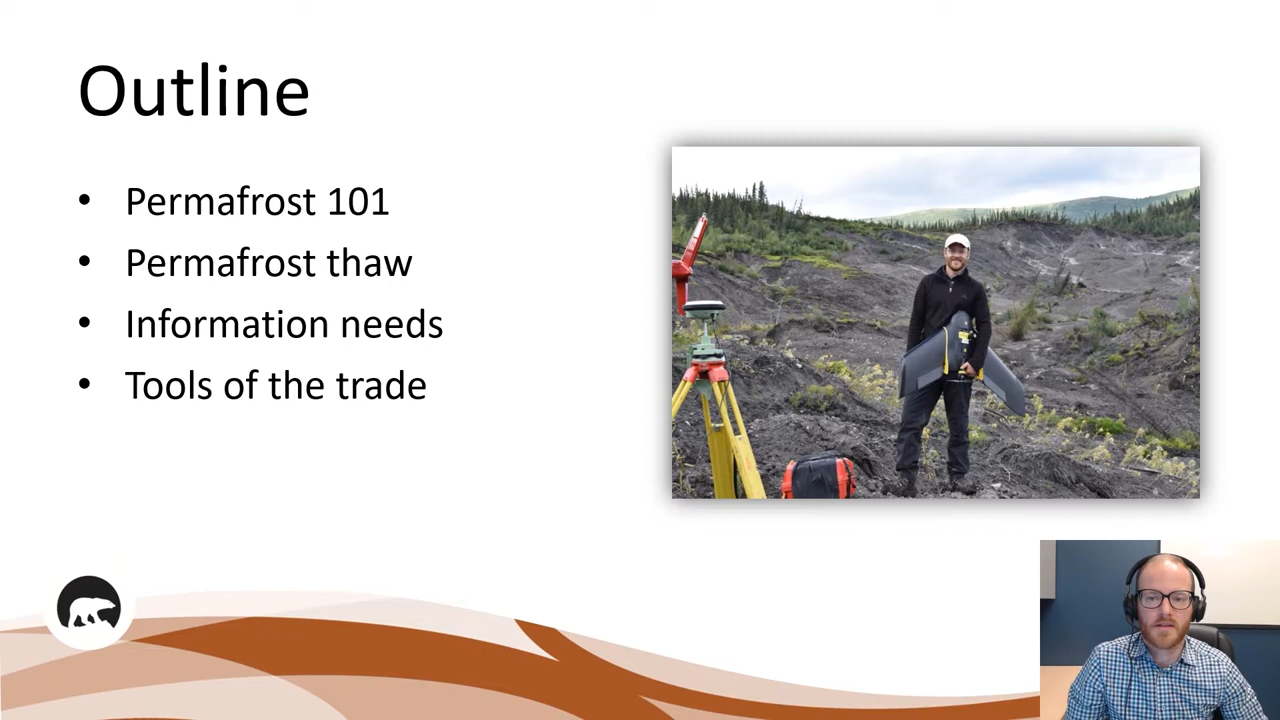 Outline
• Permafrost 101
• Permafrost thaw
• Information needs
• Tools of the trade